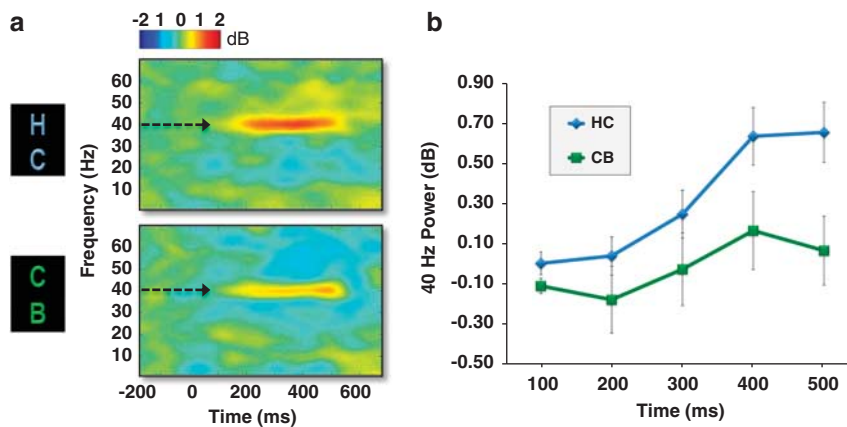 a
-2 1 0 1 2
dB
H
C
C
B
Frequency (Hz)
60
50
40
30
20
10
60
50
40
30
20
10
-200 0 200 400 600
Time (ms)
b
40 Hz Power (dB)
0.90
0.70
0.50
0.30
0.10
-0.10
-0.30
-0.50
HC
CB
100 200 300 400 500
Time (ms)